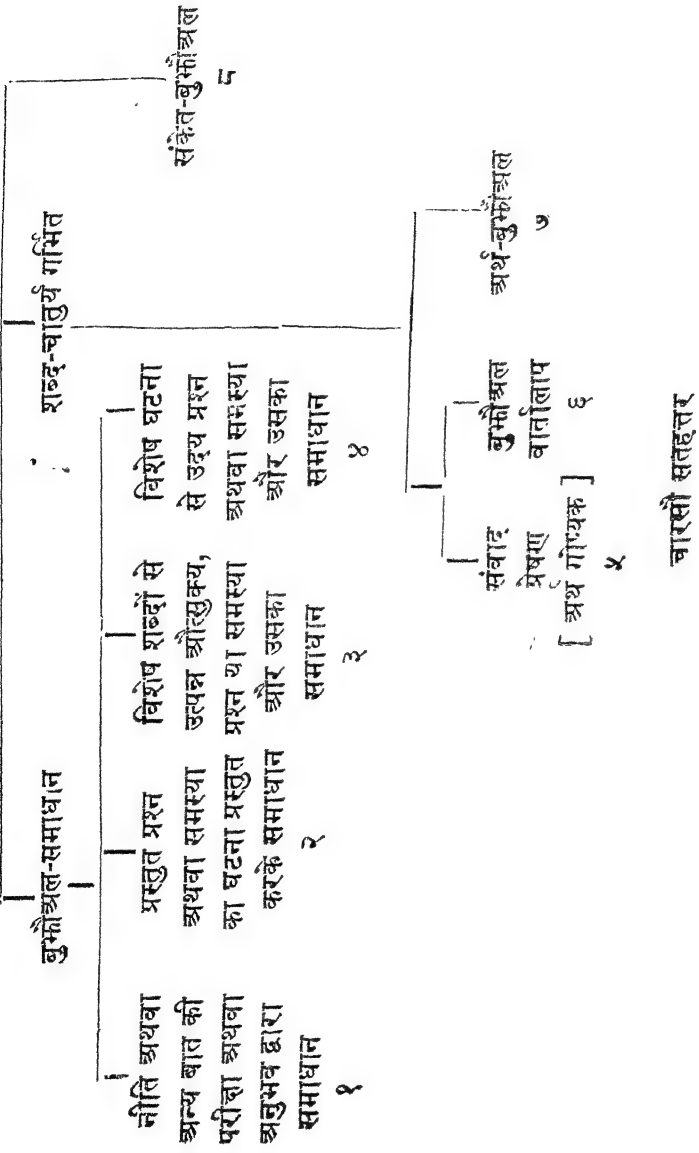 बुझौअल-समाधान
शब्द-चातुर्य गर्भित
संकेत-बुझौअल
८
नीति अथवा
अन्य बात की
परीक्षा अथवा
अनुभव द्वारा
समाधान
१
प्रस्तुत प्रश्न
अथवा समस्या
का घटना प्रस्तुत
करके समाधान
२
विशेष शब्दों से
उत्पन्न औत्सुक्य,
प्रश्न या समस्या
और उसका
समाधान
३
विशेष घटना
से उद्य प्रश्न
अथवा समस्या
और उसका
समाधान
४
संवाद
प्रेषण
[ अर्थ गोप्यक ]
५
बुझौअल
वार्तालाप
६
अर्थ-बुझौअल
७
चारसौ सतहत्तर